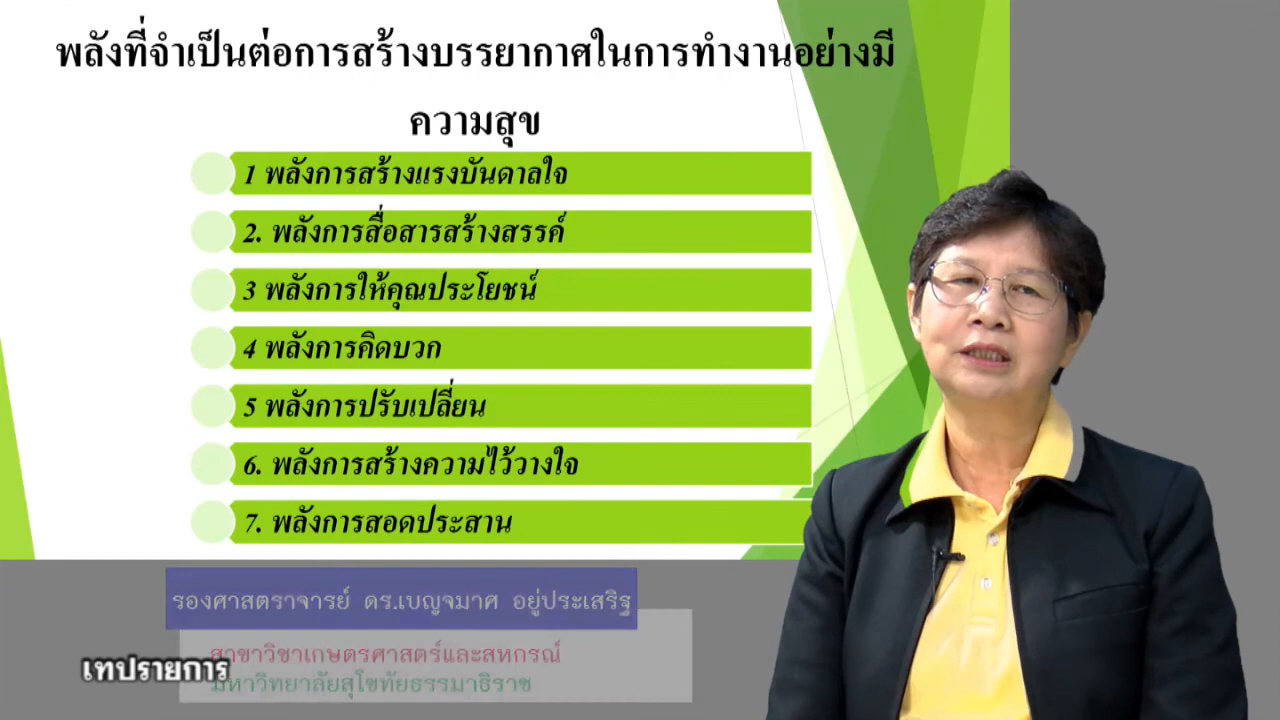 พลังที่จำเป็นต่อการสร้างบรรยากาศในการทำงานอย่างมี
ความสุข
1 พลังการสร้างแรงบันดาลใจ
2. พลังการสื่อสารสร้างสรรค์
3 พลังการให้คุณประโยชน์
4 พลังการคิดบวก
5 พลังการปรับเปลี่ยน
6. พลังการสร้างความไว้วางใจ
7. พลังการสอดประสาน
รองศาสตราจารย์ ดร.เบญจมาศ อยู่ประเสริฐ
สาขาวิชาเกษตรศาสตร์และสหกรณ์
มหาวิทยาลัยสุโขทัยธรรมาธิราช
เทปรายการ